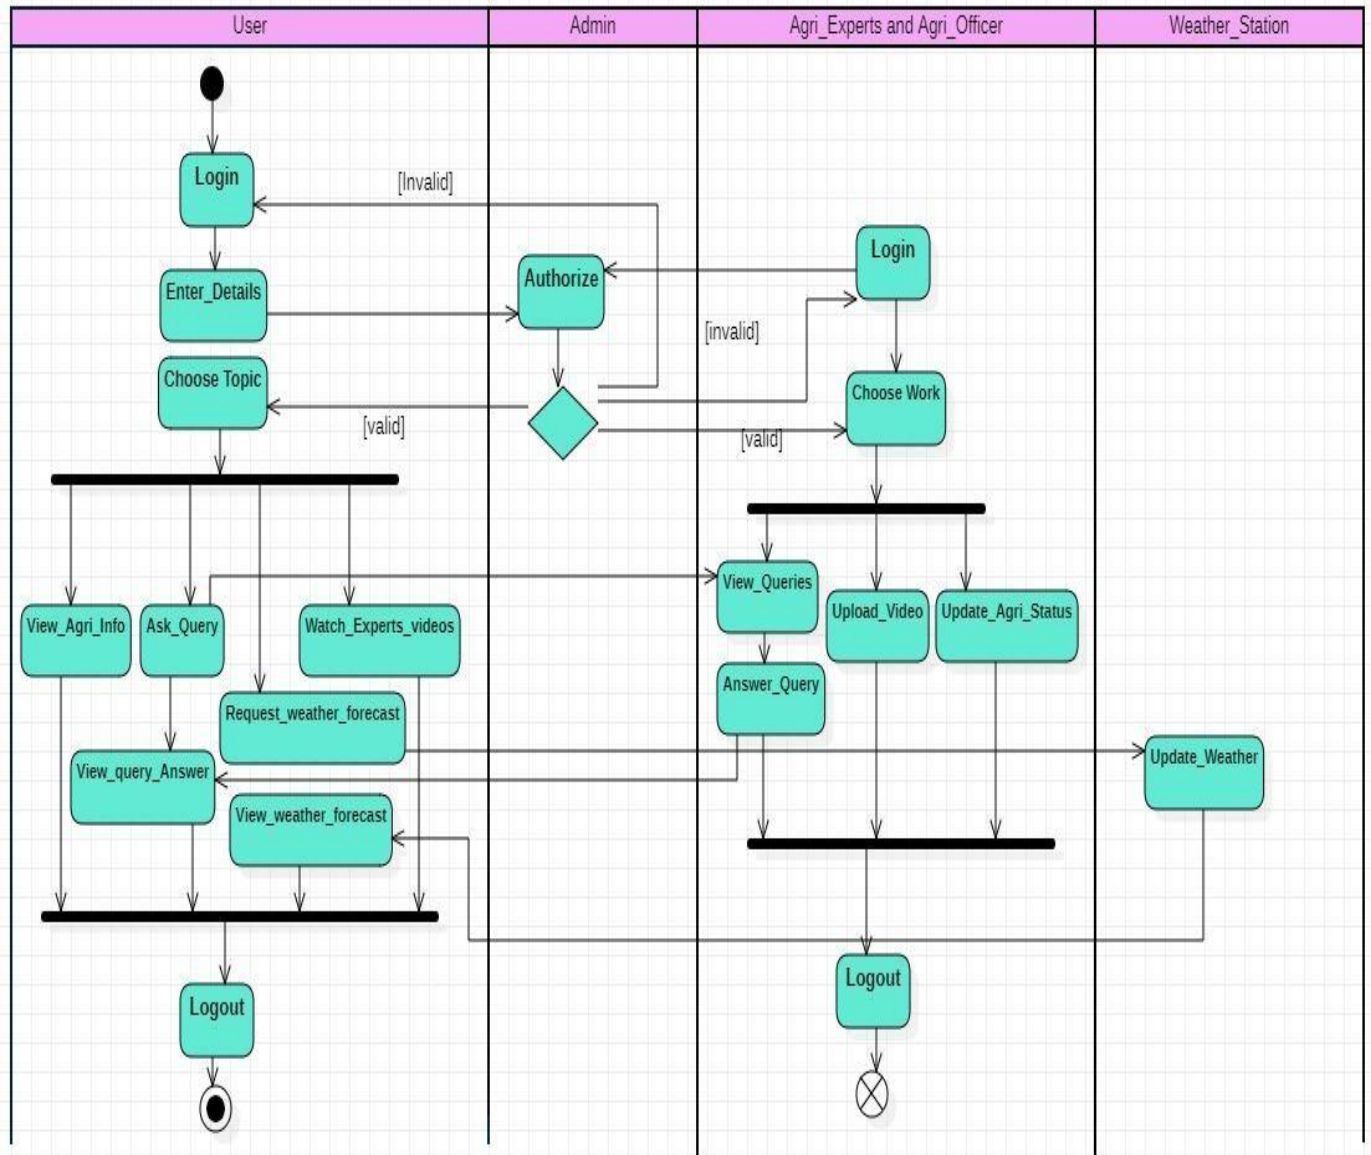 User
Admin
Agri_Experts and Agri_Officer
Weather_Station
Login
[Invalid]
Login
Authorize
Enter_Details
[invalid]
Choose Topic
Choose Work
[valid]
[valid]
View_Queries
View_Agri_Info
Ask_Query
Watch_Experts_videos
Upload_Video
Update_Agri_Status
Answer_Query
Request_weather_forecast
Update_Weather
View_query_Answer
View_weather_forecast
Logout
Logout